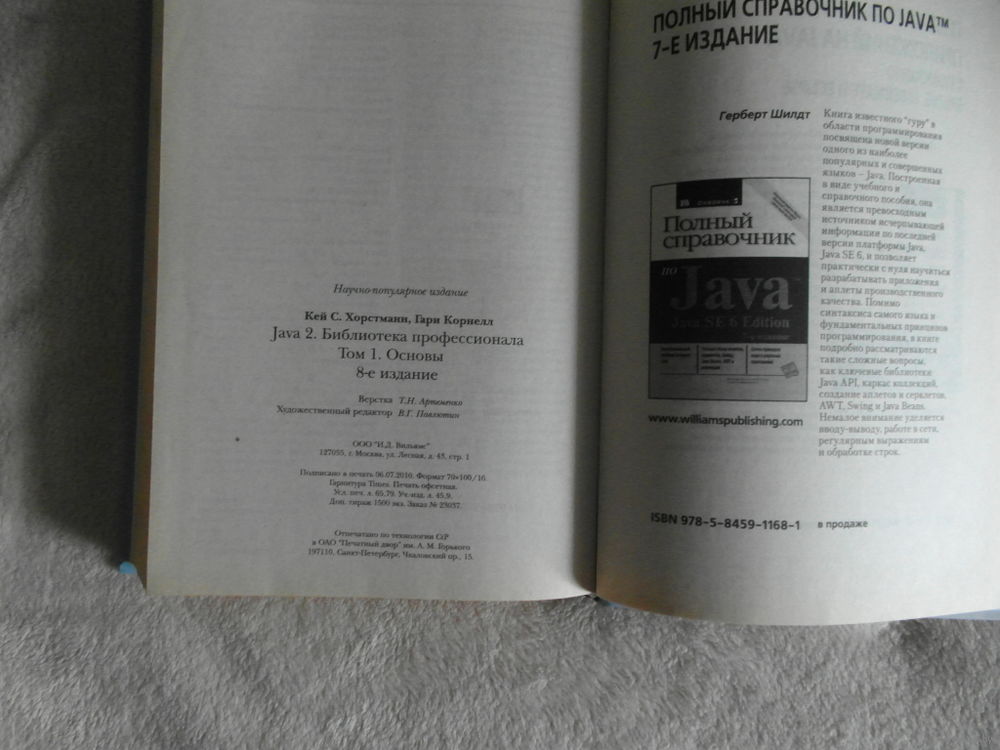 Научно-популярное издание
Кей С. Хорстманн, Гари Корнелл
Java 2. Библиотека профессионала
Том 1. Основы
8-е издание
Верстка Т.Н. Артеменко
Художественный редактор В.Г. Павлютин
ООО "И.Д. Вильямс"
127055, г. Москва, ул. Лесная, д. 43, стр. 1
Подписано в печать 06.07.2010. Формат 70×100/16
Гарнитура Times. Печать офсетная.
Усл. печ. л. 65,79. Уч.-изд. л. 45,9.
Доп. тираж 1500 экз. Заказ № 23037.
Отпечатано по технологии CtP
в ОАО "Печатный двор" им. А. М. Горького
197110, Санкт-Петербург, Чкаловский пр., 15.
ПОЛНЫЙ СПРАВОЧНИК ПО JAVA™
7-Е ИЗДАНИЕ
Герберт Шилдт
Полный
справочник
по
Java™
Java SE 6 Edition
www.williamspublishing.com
Книга известного "гуру" в
области программирования
посвящена новой версии
одного из наиболее
популярных и совершенных
языков – Java. Построенная
в виде учебного и
справочного пособия, она
является превосходным
источником исчерпывающей
информации по последней
версии платформы Java,
Java SE 6, и позволяет
практически с нуля научиться
разрабатывать приложения
и аплеты производственного
качества. Помимо
синтаксиса самого языка и
фундаментальных принципов
программирования, в книге
подробно рассматриваются
такие сложные вопросы,
как ключевые библиотеки
Java API, каркас коллекций,
создание аплетов и сервлетов,
AWT, Swing и Java Beans.
Немалое внимание уделяется
вводу-выводу, работе в сети,
регулярным выражениям
и обработке строк.
ISBN 978-5-8459-1168-1 в продаже